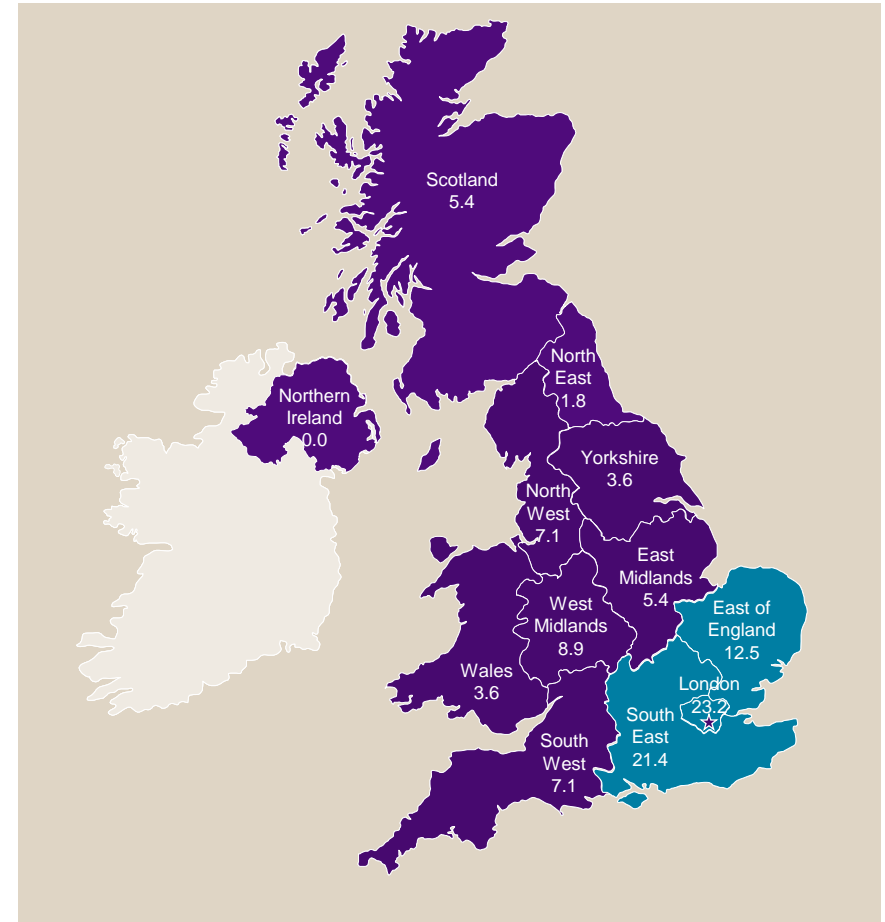 Scotland
5.4
North
East
1.8
Northern
Ireland
0.0
Yorkshire
3.6
North
West
7.1
East
Midlands
5.4
West
Midlands
8.9
East of
England
12.5
Wales
3.6
London
23.2
South
East
21.4
South
West
7.1